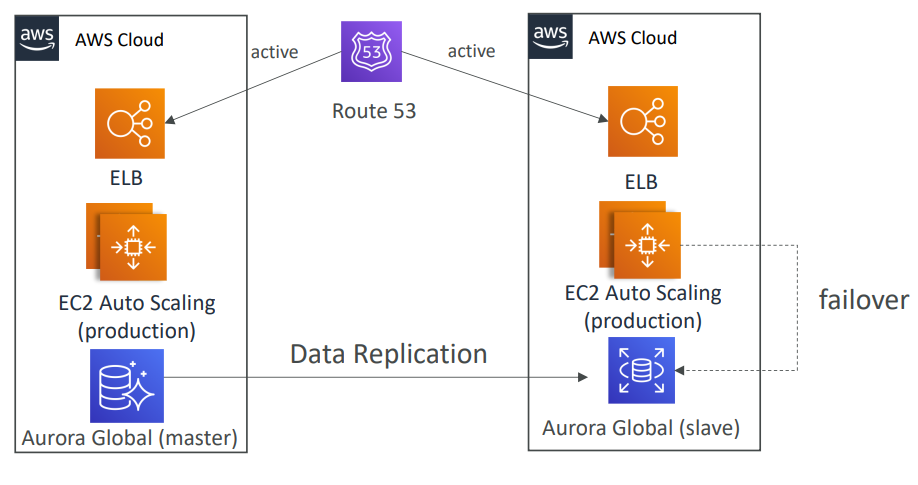 aws
AWS Cloud
active
53
Route 53
active
aws
AWS Cloud
ELB
ELB
EC2 Auto Scaling
(production)
EC2 Auto Scaling
(production)
failover
Data Replication
Aurora Global (master)
Aurora Global (slave)